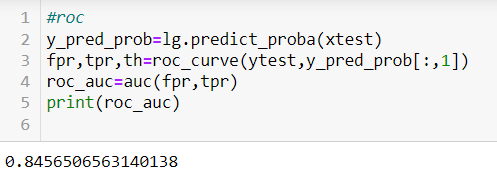 1 #roc
2 y_pred_prob=lg.predict_proba(xtest)
3 fpr,tpr,th=roc_curve(ytest,y_pred_prob[:,1])
4 roc_auc=auc(fpr,tpr)
5 print(roc_auc)
6
0.8456506563140138